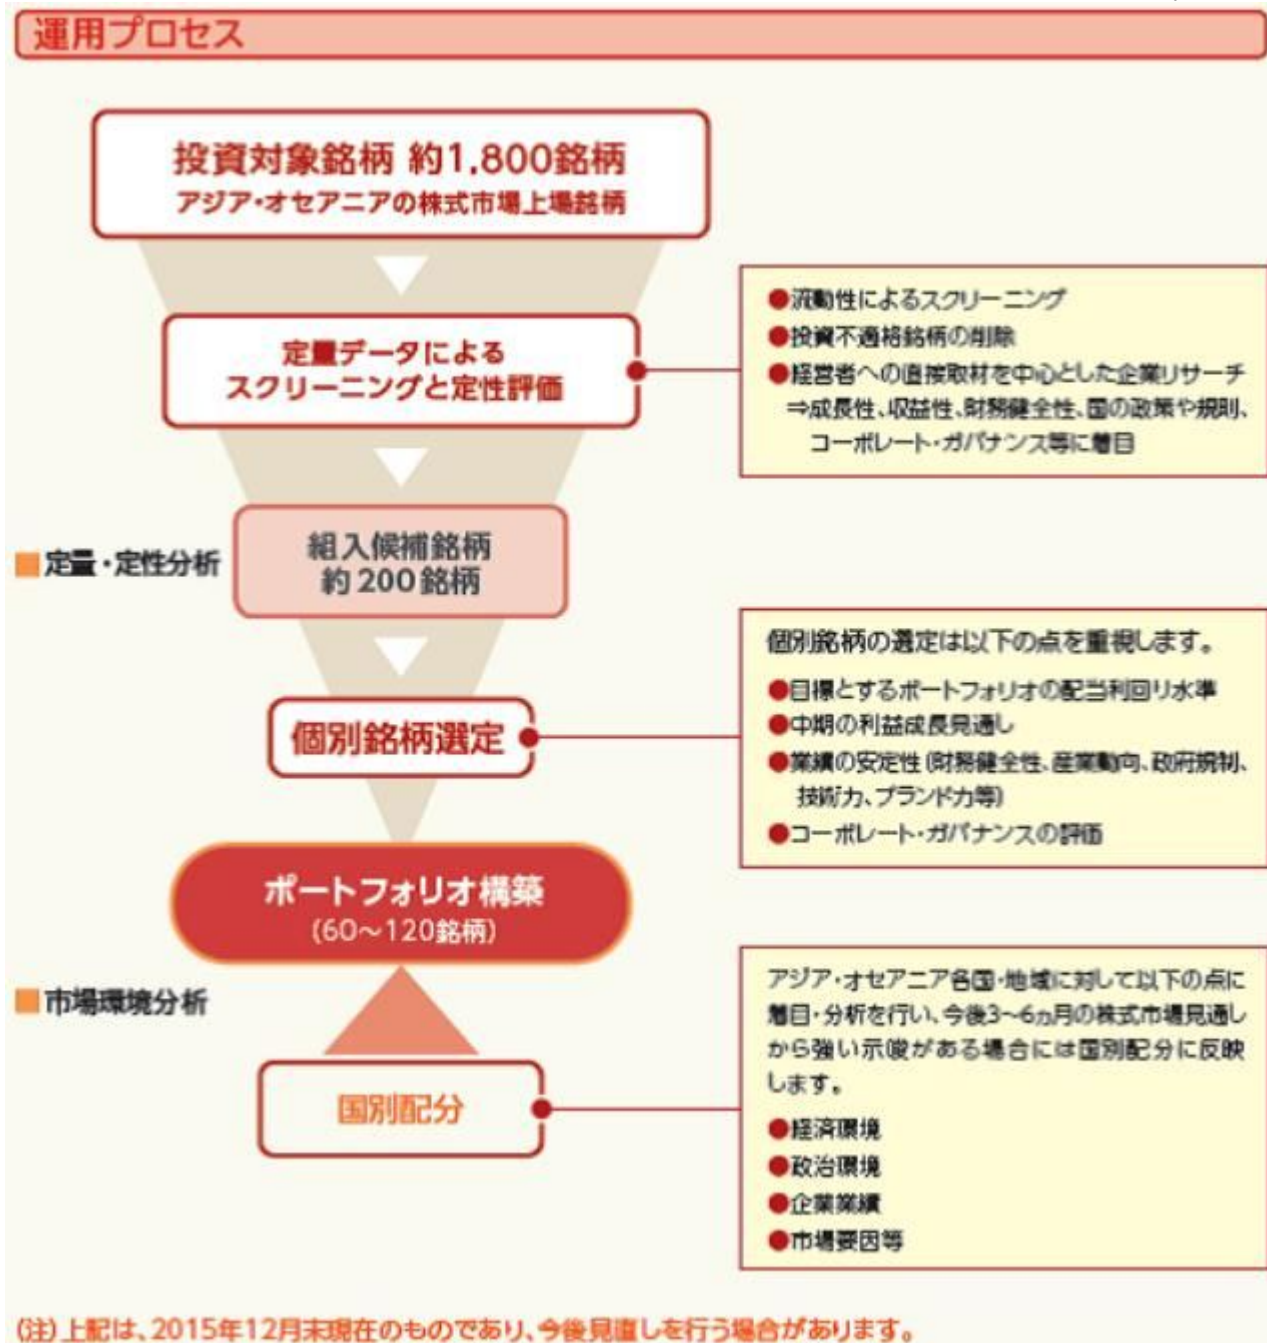 運用プロセス
投資対象銘柄 約1,800銘柄
アジア・オセアニアの株式市場上場銘柄
定量データによる
スクリーニングと定性評価
●流動性によるスクリーニング
●投資不適格銘柄の削除
●経営者への直接取材を中心とした企業リサーチ
⇒成長性、収益性、財務健全性、国の政策や規則、
コーポレート・ガバナンス等に着目
■定量・定性分析
組入候補銘柄
約200銘柄
個別銘柄選定
個別銘柄の選定は以下の点を重視します。
●目標とするポートフォリオの配当利回り水準
●中期の利益成長見通し
●業績の安定性(財務健全性、産業動向、政府規制、
技術力、ブランド力等)
●コーポレート・ガバナンスの評価
ポートフォリオ構築
(60〜120銘柄)
■市場環境分析
国別配分
アジア・オセアニア各国・地域に対して以下の点に
着目・分析を行い、今後3〜6ヵ月の株式市場見通し
から強い示唆がある場合には国別配分に反映
します。
●経済環境
●政治環境
●企業業績
●市場要因等
(注)上記は、2015年12月末現在のものであり、今後見直しを行う場合があります。